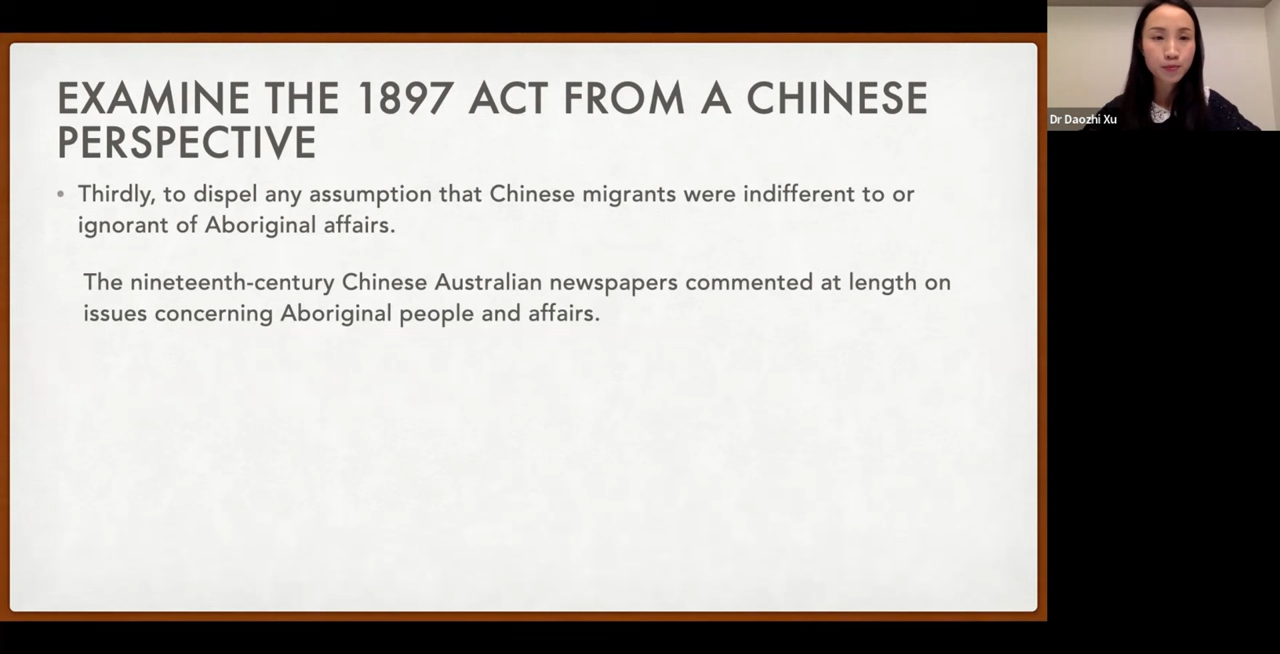 EXAMINE THE 1897 ACT FROM A CHINESE
PERSPECTIVE
• Thirdly, to dispel any assumption that Chinese migrants were indifferent to or
ignorant of Aboriginal affairs.
The nineteenth-century Chinese Australian newspapers commented at length on
issues concerning Aboriginal people and affairs.
Dr Daozhi Xu